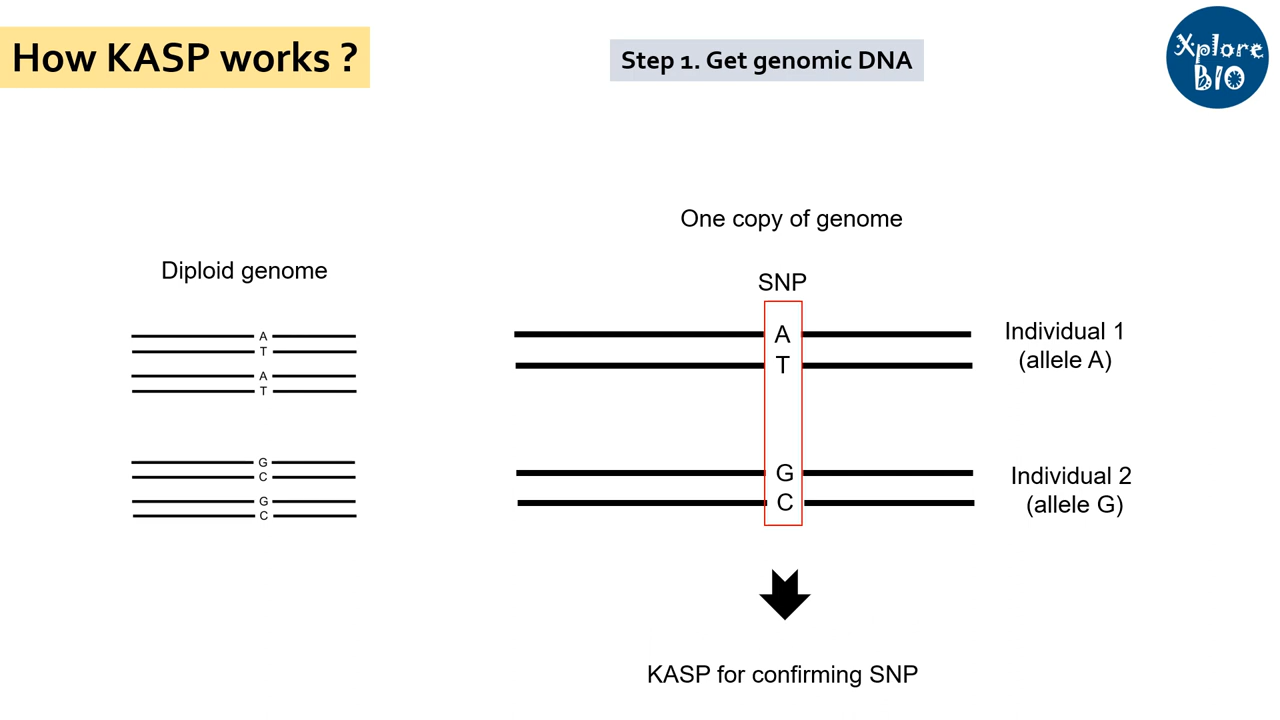 How KASP works ?
Step 1. Get genomic DNA
Xplore
BIO
One copy of genome
Diploid genome
SNP
A
T
A
T
G
C
G
C
A
T
G
C
Individual 1
(allele A)
Individual 2
(allele G)
KASP for confirming SNP